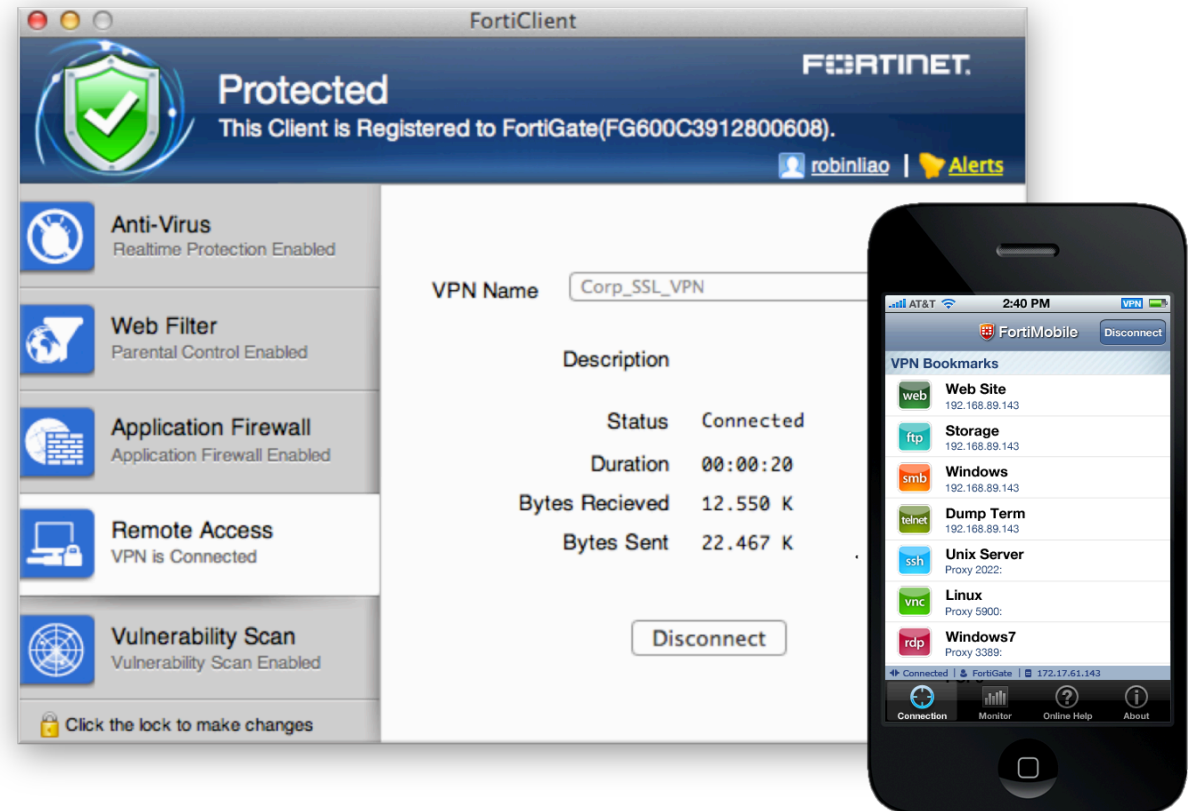 FortiClient
FORTINET
Protected
This Client is Registered to FortiGate(FG600C3912800608).
robinliao | Alerts
Anti-Virus
Realtime Protection Enabled
Web Filter
Parental Control Enabled
Application Firewall
Application Firewall Enabled
Remote Access
VPN is Connected
Vulnerability Scan
Vulnerability Scan Enabled
Click the lock to make changes
VPN Name Corp_SSL_VPN
Description
Status Connected
Duration 00:00:20
Bytes Recieved 12.550 K
Bytes Sent 22.467 K
Disconnect
AT&T 2:40 PM VPN
FortiMobile Disconnect
VPN Bookmarks
web Web Site
192.168.89.143
ftp Storage
192.168.89.143
smb Windows
192.168.89.143
telnet Dump Term
192.168.89.143
ssh Unix Server
Proxy 2022:
vnc Linux
Proxy 5900:
rdp Windows7
Proxy 3389:
Connected | FortiGate | 172.17.61.143
Connection Monitor Online Help About